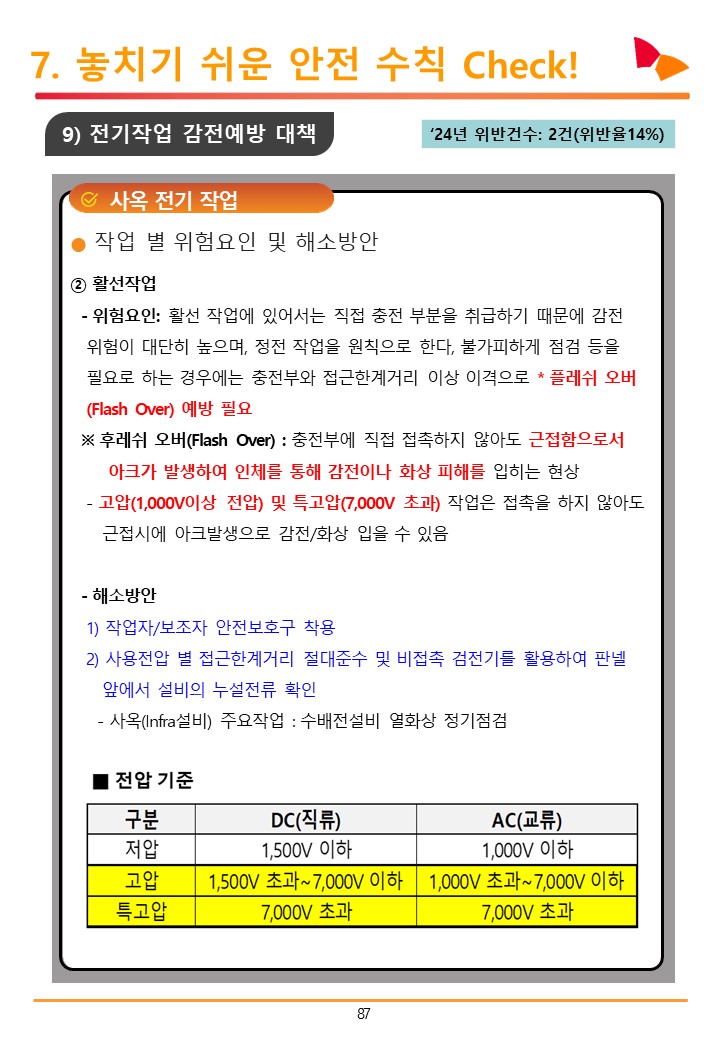 7. 놓치기 쉬운 안전 수칙 Check!
9) 전기작업 감전예방 대책
‘24년 위반건수: 2건(위반율14%)
사옥 전기 작업
● 작업 별 위험요인 및 해소방안
② 활선작업
- 위험요인: 활선 작업에 있어서는 직접 충전 부분을 취급하기 때문에 감전
위험이 대단히 높으며, 정전 작업을 원칙으로 한다, 불가피하게 점검 등을
필요로 하는 경우에는 충전부와 접근한계거리 이상 이격으로 * 플레쉬 오버
(Flash Over) 예방 필요
※ 후레쉬 오버(Flash Over) : 충전부에 직접 접촉하지 않아도 근접함으로서
아크가 발생하여 인체를 통해 감전이나 화상 피해를 입히는 현상
- 고압(1,000V이상 전압) 및 특고압(7,000V 초과) 작업은 접촉을 하지 않아도
근접시에 아크발생으로 감전/화상 입을 수 있음
- 해소방안
1) 작업자/보조자 안전보호구 착용
2) 사용전압 별 접근한계거리 절대준수 및 비접촉 검전기를 활용하여 판넬
앞에서 설비의 누설전류 확인
- 사옥(Infra설비) 주요작업 : 수배전설비 열화상 정기점검
■ 전압 기준
구분 DC(직류) AC(교류)
저압 1,500V 이하 1,000V 이하
고압 1,500V 초과~7,000V 이하 1,000V 초과~7,000V 이하
특고압 7,000V 초과 7,000V 초과
87